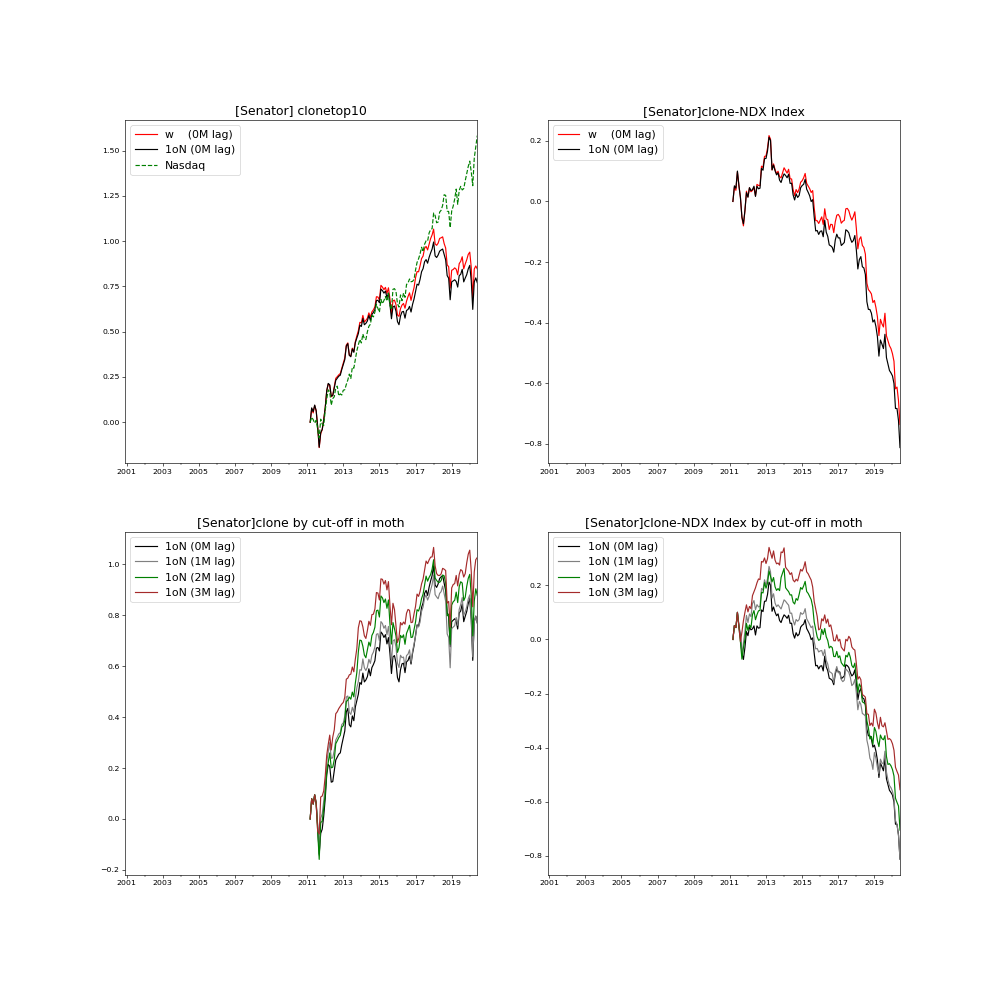 [Senator] clonetop10
w (0M lag)
1oN (0M lag)
Nasdaq
1.50
1.25
1.00
0.75
0.50
0.25
0.00
2001 2003 2005 2007 2009 2011 2013 2015 2017 2019
[Senator]clone-NDX Index
w (0M lag)
1oN (0M lag)
0.2
0.0
−0.2
−0.4
−0.6
−0.8
2001 2003 2005 2007 2009 2011 2013 2015 2017 2019
[Senator]clone by cut-off in moth
1oN (0M lag)
1oN (1M lag)
1oN (2M lag)
1oN (3M lag)
1.0
0.8
0.6
0.4
0.2
0.0
−0.2
2001 2003 2005 2007 2009 2011 2013 2015 2017 2019
[Senator]clone-NDX Index by cut-off in moth
1oN (0M lag)
1oN (1M lag)
1oN (2M lag)
1oN (3M lag)
0.2
0.0
−0.2
−0.4
−0.6
−0.8
2001 2003 2005 2007 2009 2011 2013 2015 2017 2019